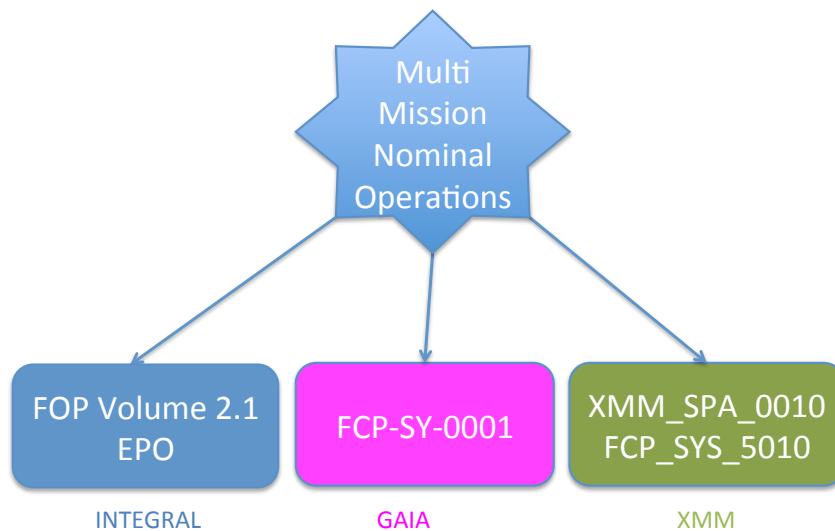 Multi
Mission
Nominal
Operations
FOP Volume 2.1
EPO
FCP-SY-0001
XMM_SPA_0010
FCP_SYS_5010
INTEGRAL
GAIA
XMM